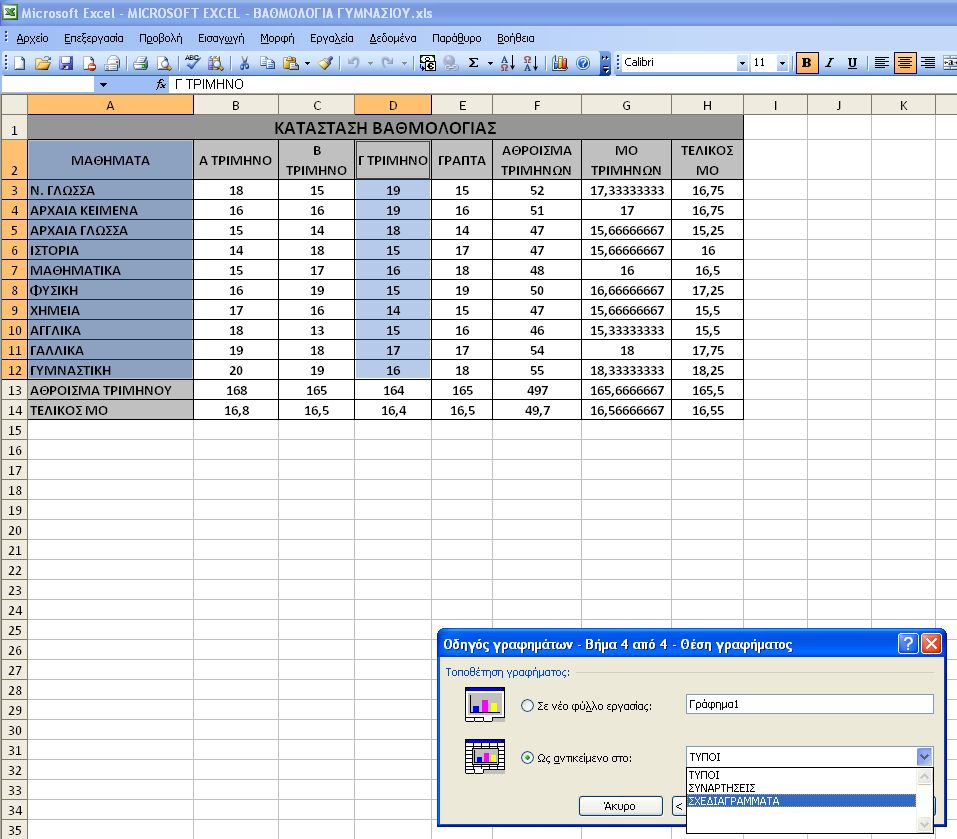 Microsoft Excel - MICROSOFT EXCEL - ΒΑΘΜΟΛΟΓΙΑ ΓΥΜΝΑΣΙΟΥ.xls
Αρχείο Επεξεργασία Προβολή Εισαγωγή Μορφή Εργαλεία Δεδομένα Παράθυρο Βοήθεια
Calibri 11 B I U
fx Γ ΤΡΙΜΗΝΟ
A B C D E F G H I J K
1 ΚΑΤΑΣΤΑΣΗ ΒΑΘΜΟΛΟΓΙΑΣ
2 ΜΑΘΗΜΑΤΑ Α ΤΡΙΜΗΝΟ Β ΤΡΙΜΗΝΟ Γ ΤΡΙΜΗΝΟ ΓΡΑΠΤΑ ΑΘΡΟΙΣΜΑ ΤΡΙΜΗΝΩΝ ΜΟ ΤΡΙΜΗΝΩΝ ΤΕΛΙΚΟΣ ΜΟ
3 Ν. ΓΛΩΣΣΑ 18 15 19 15 52 17,33333333 16,75
4 ΑΡΧΑΙΑ ΚΕΙΜΕΝΑ 16 16 19 16 51 17 16,75
5 ΑΡΧΑΙΑ ΓΛΩΣΣΑ 15 14 18 14 47 15,66666667 15,25
6 ΙΣΤΟΡΙΑ 14 18 15 17 47 15,66666667 16
7 ΜΑΘΗΜΑΤΙΚΑ 15 17 16 18 48 16 16,5
8 ΦΥΣΙΚΗ 16 19 15 19 50 16,66666667 17,25
9 ΧΗΜΕΙΑ 17 16 14 15 47 15,66666667 15,5
10 ΑΓΓΛΙΚΑ 18 13 15 16 46 15,33333333 15,5
11 ΓΑΛΛΙΚΑ 19 18 17 17 54 18 17,75
12 ΓΥΜΝΑΣΤΙΚΗ 20 19 16 18 55 18,33333333 18,25
13 ΑΘΡΟΙΣΜΑ ΤΡΙΜΗΝΟΥ 168 165 164 165 497 165,6666667 165,5
14 ΤΕΛΙΚΟΣ ΜΟ 16,8 16,5 16,4 16,5 49,7 16,56666667 16,55
15
16
17
18
19
20
21
22
23
24
25
26
27
28
29
30
31
32
33
34
35
Οδηγός γραφημάτων - Βήμα 4 από 4 - Θέση γραφήματος
Τοποθέτηση γραφήματος:
Σε νέο φύλλο εργασίας: Γράφημα1
Ως αντικείμενο στο: ΤΥΠΟΙ
ΤΥΠΟΙ
ΣΥΝΑΡΤΗΣΕΙΣ
ΣΧΕΔΙΑΓΡΑΜΜΑΤΑ
Άκυρο <